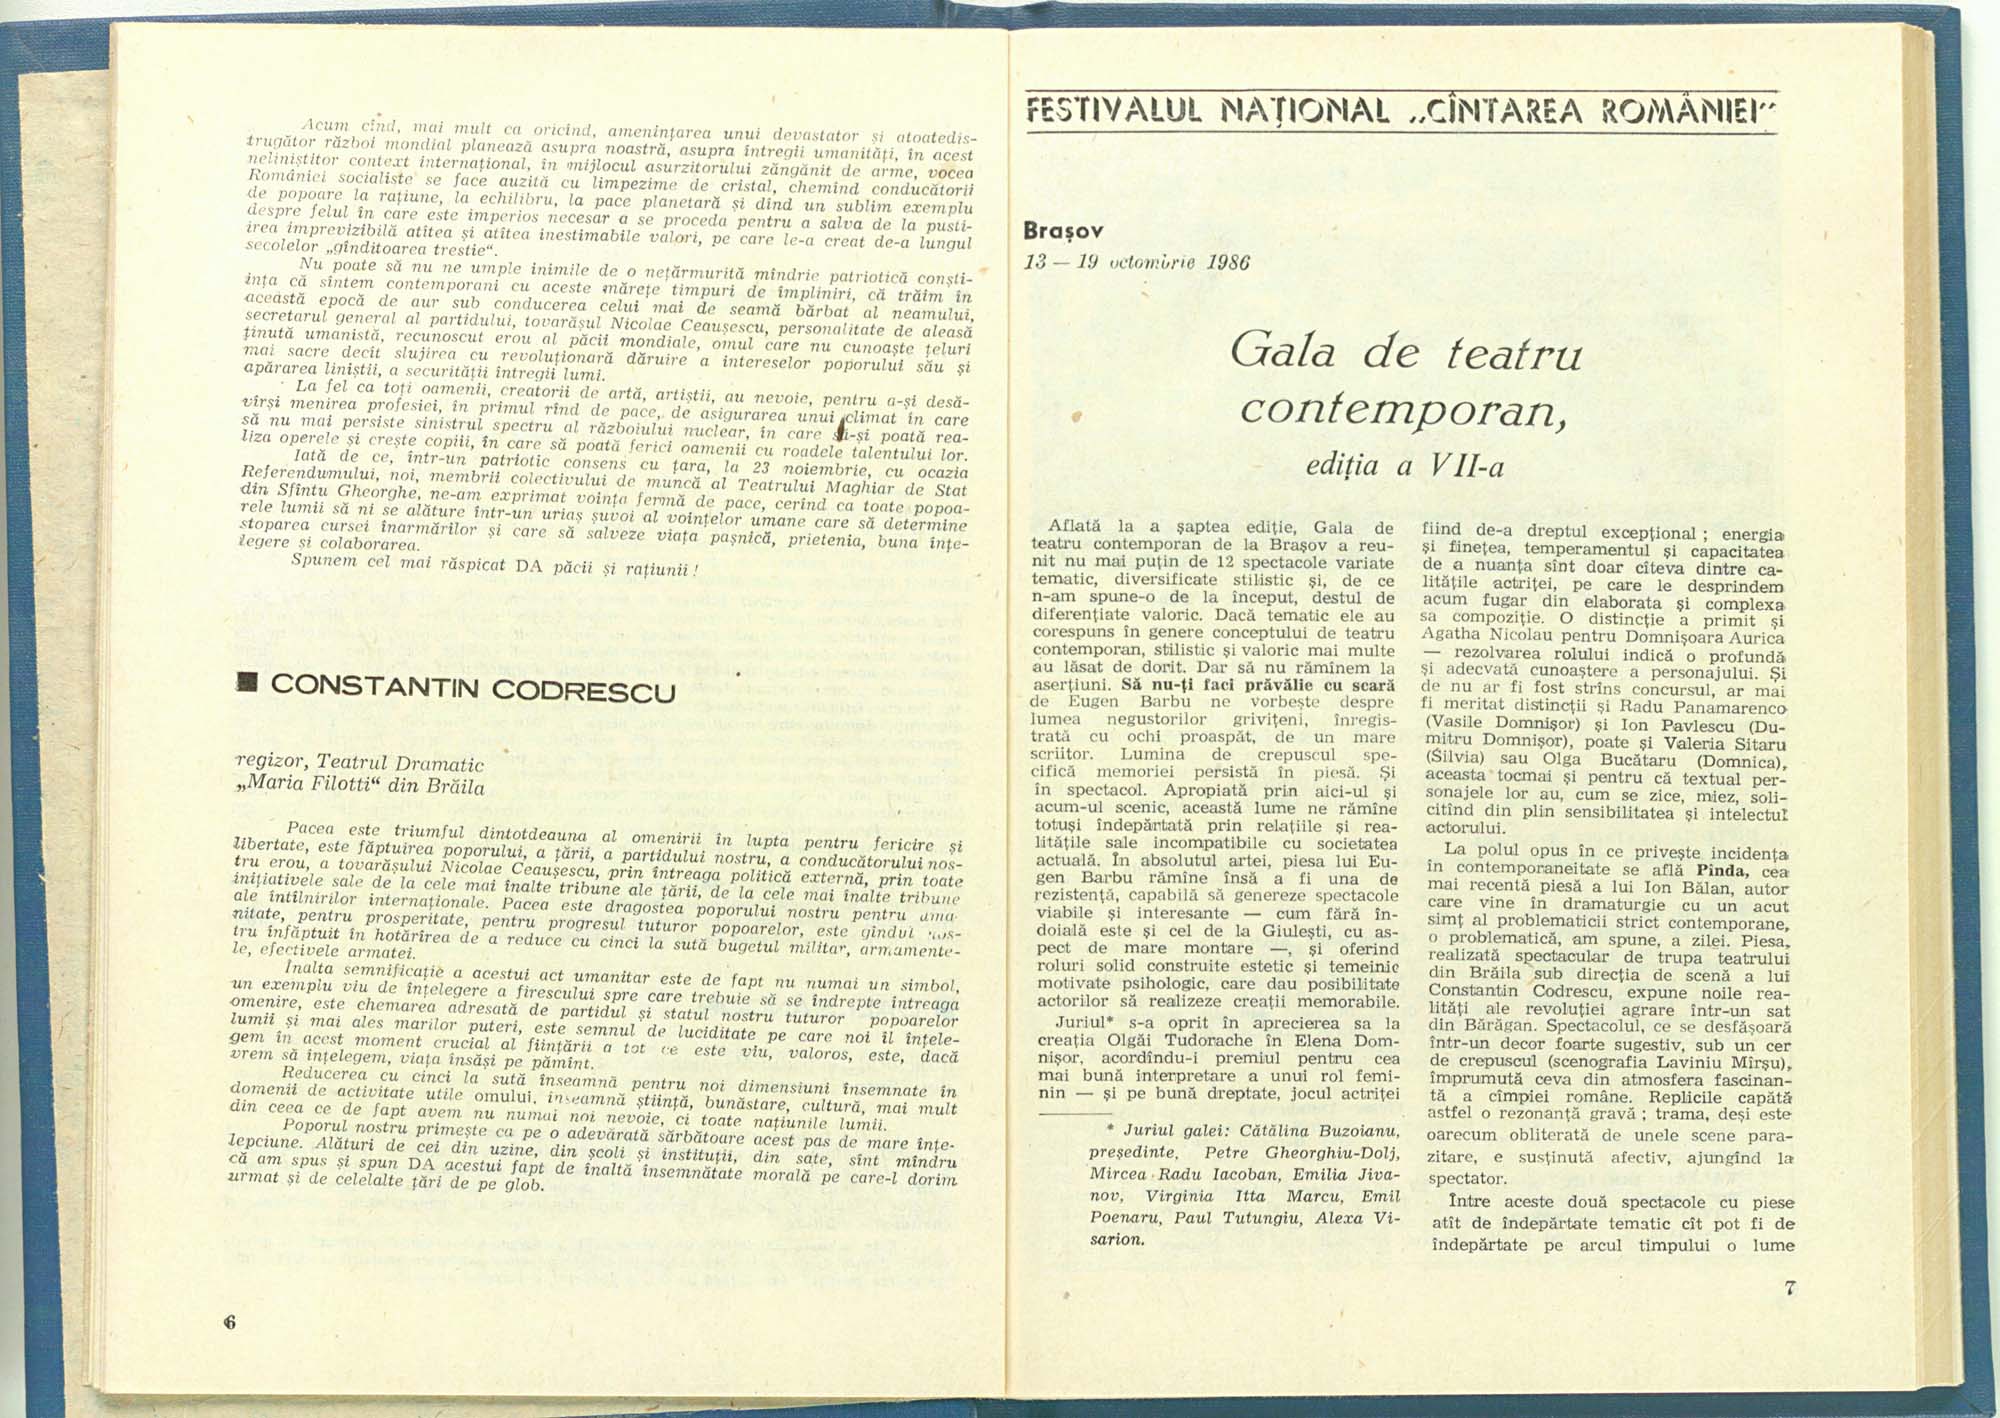 Acum cînd, mai mult ca oricînd, amenințarea unui devastator și atoatedis-
trugător război mondial planează asupra noastră, asupra întregii umanități, în acest
neliniștitor context internațional, în mijlocul asurzitorului zăngănit de arme, vocea
României socialiste se face auzită cu limpezime de cristal, chemînd conducătorii
de popoare la rațiune, la echilibru, la pace planetară și dînd un sublim exemplu
despre felul în care este imperios necesar a se proceda pentru a salva de la pusti-
irea imprevizibilă atîtea și atîtea inestimabile valori, pe care le-a creat de-a lungul
secolelor „gînditoarea trestie“.
Nu poate să nu ne umple inimile de o nețărmurită mîndrie patriotică conști-
ința că sîntem contemporani cu aceste mărețe timpuri de împliniri, că trăim în
această epocă de aur sub conducerea celui mai de seamă bărbat al neamului,
secretarul general al partidului, tovarășul Nicolae Ceaușescu, personalitate de aleasă
ținută umanistă, recunoscut erou al păcii mondiale, omul care nu cunoaște țeluri
mai sacre decît slujirea cu revoluționară dăruire a intereselor poporului său și
apărarea liniștii, a securității întregii lumi.
La fel ca toți oamenii, creatorii de artă, artiștii, au nevoie, pentru a-și desă-
vîrși menirea profesiei, în primul rînd de pace, de asigurarea unui climat în care
să nu mai persiste sinistrul spectru al războiului nuclear, în care să-și poată rea-
liza operele și crește copiii, în care să poată ferici oamenii cu roadele talentului lor.
Iată de ce, într-un patriotic consens cu țara, la 23 noiembrie, cu ocazia
Referendumului, noi, membrii colectivului de muncă al Teatrului Maghiar de Stat
din Sfîntu Gheorghe, ne-am exprimat voința fermă de pace, cerînd ca toate popoa-
rele lumii să ni se alăture într-un uriaș șuvoi al voințelor umane care să determine
stoparea cursei înarmărilor și care să salveze viața pașnică, prietenia, buna înțe-
legere și colaborarea.
Spunem cel mai răspicat DA păcii și rațiunii !
■ CONSTANTIN CODRESCU
regizor, Teatrul Dramatic
„Maria Filotti“ din Brăila
Pacea este triumful dintotdeauna al omenirii în lupta pentru fericire și
libertate, este făptuirea poporului, a țării, a partidului nostru, a conducătorului nos-
tru erou, a tovarășului Nicolae Ceaușescu, prin întreaga politică externă, prin toate
inițiativele sale de la cele mai înalte tribune ale țării, de la cele mai înalte tribune
ale întîlnirilor internaționale. Pacea este dragostea poporului nostru pentru uma-
nitate, pentru prosperitate, pentru progresul tuturor popoarelor, este gîndul nos-
tru înfăptuit în hotărîrea de a reduce cu cinci la sută bugetul militar, armamente-
le, efectivele armatei.
Înalta semnificație a acestui act umanitar este de fapt nu numai un simbol,
un exemplu viu de înțelegere a firescului spre care trebuie să se îndrepte întreaga
omenire, este chemarea adresată de partidul și statul nostru tuturor popoarelor
lumii și mai ales marilor puteri, este semnul de luciditate pe care noi îl înțele-
gem în acest moment crucial al ființării a tot ce este viu, valoros, este, dacă
vrem să înțelegem, viața însăși pe pămînt.
Reducerea cu cinci la sută înseamnă pentru noi dimensiuni însemnate în
domenii de activitate utile omului, înseamnă știință, bunăstare, cultură, mai mult
din ceea ce de fapt avem nu numai noi nevoie, ci toate națiunile lumii.
Poporul nostru primește ca pe o adevărată sărbătoare acest pas de mare înțe-
lepciune. Alături de cei din uzine, din școli și instituții, din sate, sînt mîndru
că am spus și spun DA acestui fapt de înaltă însemnătate morală pe care-l dorim
urmat și de celelalte țări de pe glob.
6
FESTIVALUL NAȚIONAL „CÎNTAREA ROMÂNIEI“
Brașov
13 — 19 octombrie 1986
Gala de teatru
contemporan,
ediția a VII-a
Aflată la a șaptea ediție, Gala de
teatru contemporan de la Brașov a reu-
nit nu mai puțin de 12 spectacole variate
tematic, diversificate stilistic și, de ce
n-am spune-o de la început, destul de
diferențiate valoric. Dacă tematic ele au
corespuns în genere conceptului de teatru
contemporan, stilistic și valoric mai multe
au lăsat de dorit. Dar să nu rămînem la
aserțiuni. Să nu-ți faci prăvălie cu scară
de Eugen Barbu ne vorbește despre
lumea negustorilor grivițeni, înregis-
trată cu ochi proaspăt, de un mare
scriitor. Lumina de crepuscul spe-
cifică memoriei persistă în piesă. Și
în spectacol. Apropiată prin aici-ul și
acum-ul scenic, această lume ne rămîne
totuși îndepărtată prin relațiile și rea-
litățile sale incompatibile cu societatea
actuală. În absolutul artei, piesa lui Eu-
gen Barbu rămîne însă a fi una de
rezistență, capabilă să genereze spectacole
viabile și interesante — cum fără în-
doială este și cel de la Giulești, cu as-
pect de mare montare —, și oferind
roluri solid construite estetic și temeinic
motivate psihologic, care dau posibilitate
actorilor să realizeze creații memorabile.
Juriul* s-a oprit în aprecierea sa la
creația Olgăi Tudorache în Elena Dom-
nișor, acordîndu-i premiul pentru cea
mai bună interpretare a unui rol femi-
nin — și pe bună dreptate, jocul actriței
* Juriul galei: Cătălina Buzoianu,
președinte, Petre Gheorghiu-Dolj,
Mircea Radu Iacoban, Emilia Jiva-
nov, Virginia Itta Marcu, Emil
Poenaru, Paul Tutungiu, Alexa Vi-
sarion.
fiind de-a dreptul excepțional ; energia
și finețea, temperamentul și capacitatea
de a nuanța sînt doar cîteva dintre ca-
litățile actriței, pe care le desprindem
acum fugar din elaborata și complexa
sa compoziție. O distincție a primit și
Agatha Nicolau pentru Domnișoara Aurica
— rezolvarea rolului indică o profundă
și adecvată cunoaștere a personajului. Și
de nu ar fi fost strîns concursul, ar mai
fi meritat distincții și Radu Panamarenco
(Vasile Domnișor) și Ion Pavlescu (Du-
mitru Domnișor), poate și Valeria Sitaru
(Silvia) sau Olga Bucătaru (Domnica),
aceasta tocmai și pentru că textual per-
sonajele lor au, cum se zice, miez, soli-
citînd din plin sensibilitatea și intelectul
actorului.
La polul opus în ce privește incidența
în contemporaneitate se află Pinda, cea
mai recentă piesă a lui Ion Bălan, autor
care vine în dramaturgie cu un acut
simț al problematicii strict contemporane,
o problematică, am spune, a zilei. Piesa,
realizată spectacular de trupa teatrului
din Brăila sub direcția de scenă a lui
Constantin Codrescu, expune noile rea-
lități ale revoluției agrare într-un sat
din Bărăgan. Spectacolul, ce se desfășoară
într-un decor foarte sugestiv, sub un cer
de crepuscul (scenografia Laviniu Mîrșu),
împrumută ceva din atmosfera fascinan-
tă a cîmpiei române. Replicile capătă
astfel o rezonanță gravă ; trama, deși este
oarecum obliterată de unele scene para-
zitare, e susținută afectiv, ajungînd la
spectator.
Între aceste două spectacole cu piese
atît de îndepărtate tematic cît pot fi de
îndepărtate pe arcul timpului o lume
7